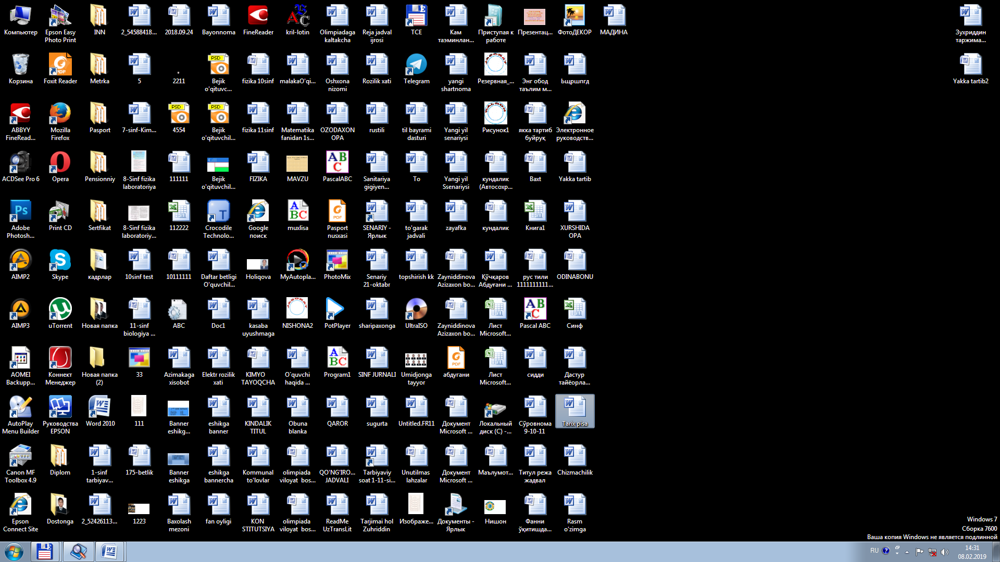 Компьютер
Epson Easy
Photo Print
INN
2_54588418...
2018.09.24
Bayonnoma
FineReader
kril-lotin
Olimpiadaga
kaltakcha
Reja jadval
ijrosi
TCE
Кам
таэминлан...
Приступая к
работе
Презентац...
ФотоДЕКОР
МАДИНА
Зухриддин
таржима...
Корзина
Foxit Reader
Metrka
5
2211
Bejik
o'qituvc...
fizika 10sinf
malakaO'qi...
Oshxona
nizomi
Rozilik xati
Telegram
yangi
shartnoma
Резервная_...
Энг обод
таълим м...
Ьщршпгд
Yakka tartib2
ABBYY
FineRead...
Mozilla
Firefox
Pasport
7-sinf-Kim...
4554
Bejik
o'qituvchil...
fizika 11sinf
Matematika
fanidan 1s...
OZODAXON
OPA
rustili
til bayrami
dasturi
Yangi yil
senariysi
Рисунок1
якка тартиб
буйруқ
Электронное
руководств...
ACDSee Pro 6
Opera
Pensionniy
8-Sinf fizika
laboratoriya
111111
Bejik
o'qituvchil...
FIZIKA
MAVZU
PascalABC
Sanitariya
gigiyen...
To
Yangi yil
Ssenariysi
кундалик
(Автосохр...
Baxt
Yakka tartib
Adobe
Photosh...
Print CD
Sertfikat
8-Sinf fizika
laboratoriy...
112222
Crocodile
Technolo...
Google
поиск
muxlisa
Pasport
nusxasi
SENARIY -
Ярлык
to'garak
jadvali
zayafka
кундалик
Книга1
XURSHIDA
OPA
AIMP2
Skype
кадрлар
10sinf test
10111111
Daftar betligi
O'quvchil...
Holiqova
MyAutopla...
PhotoMix
Senariy
21-oktabr
topshirish kk
Zayniddinova
Azizaxon bo...
Қўчқаров
Абдуғани ...
рус тили
1111111111...
ODINABONU
AIMP3
uTorrent
Новая папка
11-sinf
biologiya ...
ABC
Doc1
kasaba
uyushmaga
NISHONA2
PotPlayer
sharipaxonga
UltraISO
Zayniddinova
Azizaxon bo...
Лист
Microsoft...
Pascal ABC
Синф
AOMEI
Backupp...
Коннект
Менеджер
Новая папка
(2)
33
Azimakaga
xisobot
Elektr rozilik
xati
KIMYO
TAYOQCHA
O`quvchi
haqida ...
Program1
SINF JURNALI
Umidjonga
tayyor
абдугани
Лист
Microsoft...
сидди
Дастур
тайёорла...
AutoPlay
Menu Builder
Руководства
EPSON
Word 2010
111
Banner
eshikg...
eshikga
banner
KINDALIK
TITUL
Obuna
blanka
QAROR
sugurta
Untitled.FR11
Документ
Microsoft ...
Локальный
диск (C) -...
Сўровнома
9-10-11
Tarix pisa
Canon MF
Toolbox 4.9
Diplom
1-sinf
tarbiyav...
175-betlik
Banner
eshikga
eshikga
bannercha
Kommunal
to'lovlar
olimpiada
viloyat bos...
QO'NG'IRO...
JADVALI
Tarbiyaviy
soat 1-11-si...
Unutilmas
lahzalar
Документ
Microsoft ...
Маълумот...
Титул режа
жадвал
Chizmachilik
Epson
Connect Site
Dostonga
2_52426113...
1223
Baxolash
mezoni
fan oyligi
KON
STITUTSIYA
olimpiada
viloyat bos...
ReadMe
UzTransLit
Tarjimai hol
Zuhriddin
Изображе...
Документы -
Ярлык
Нишон
Фанни
ўқитишда...
Rasm
o'zimga
Windows 7
Сборка 7600
Ваша копия Windows не является подлинной
RU
14:31
08.02.2019